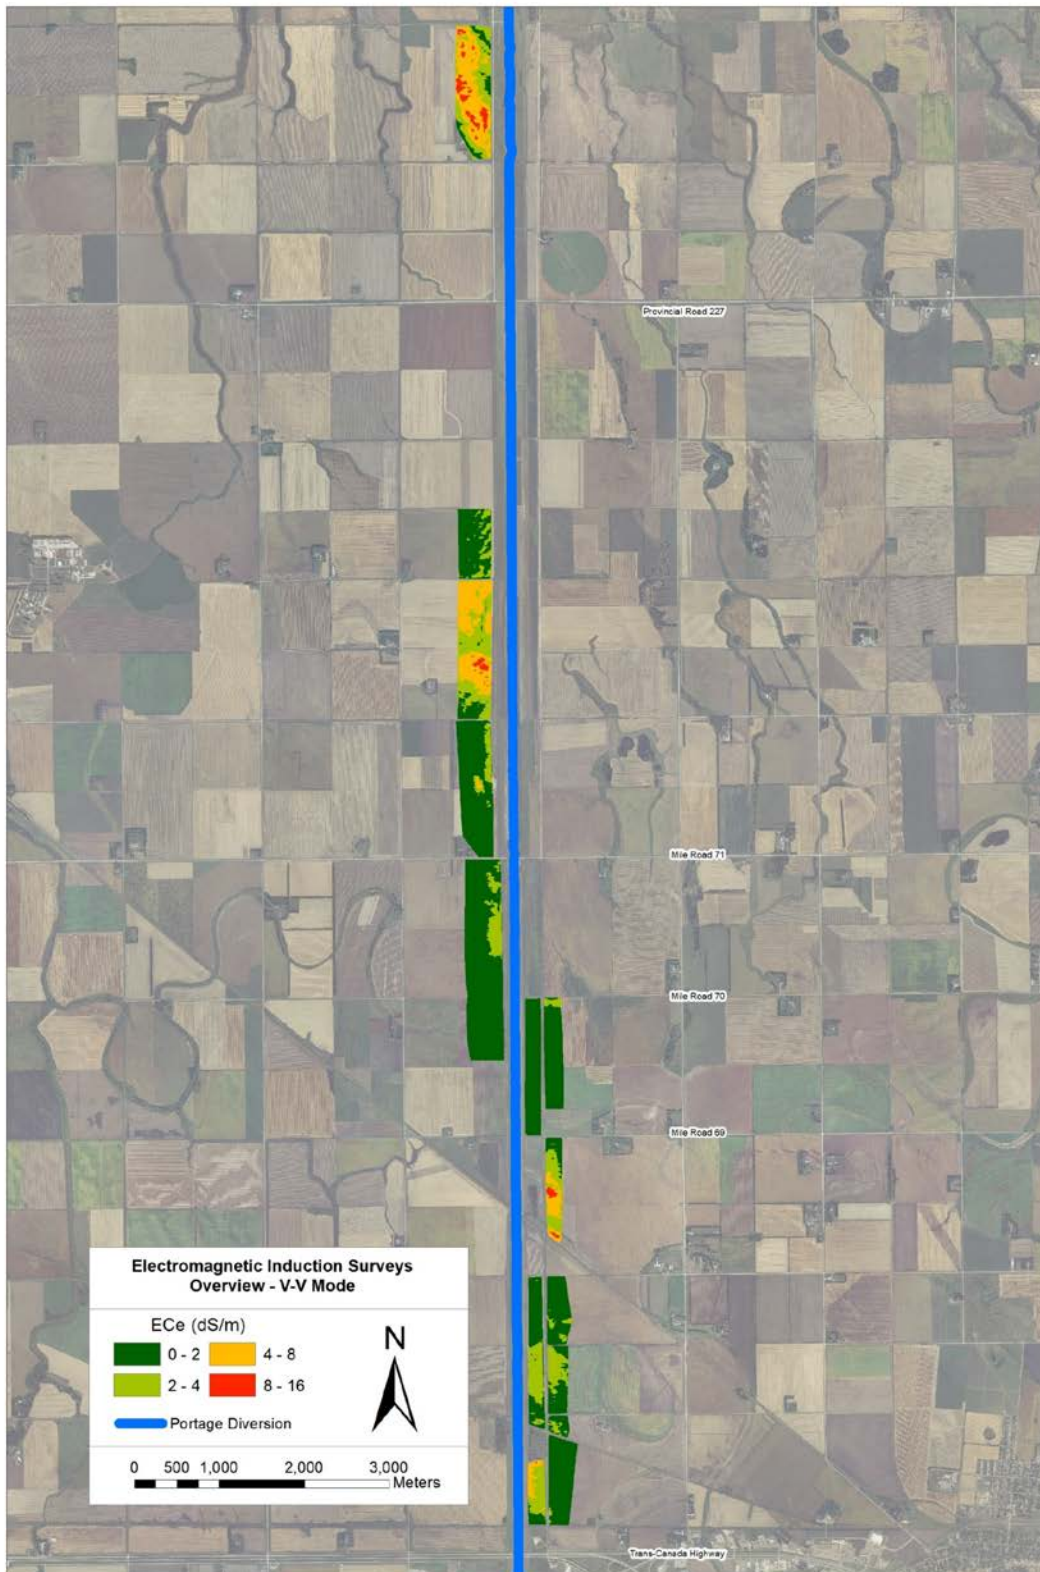 Provincial Road 227
Mile Road 71
Mile Road 70
Mile Road 69
Electromagnetic Induction Surveys
Overview - V-V Mode
ECe (dS/m)
0 - 2
4 - 8
2 - 4
8 - 16
Portage Diversion
N
0 500 1,000 2,000 3,000
Meters
Trans-Canada Highway